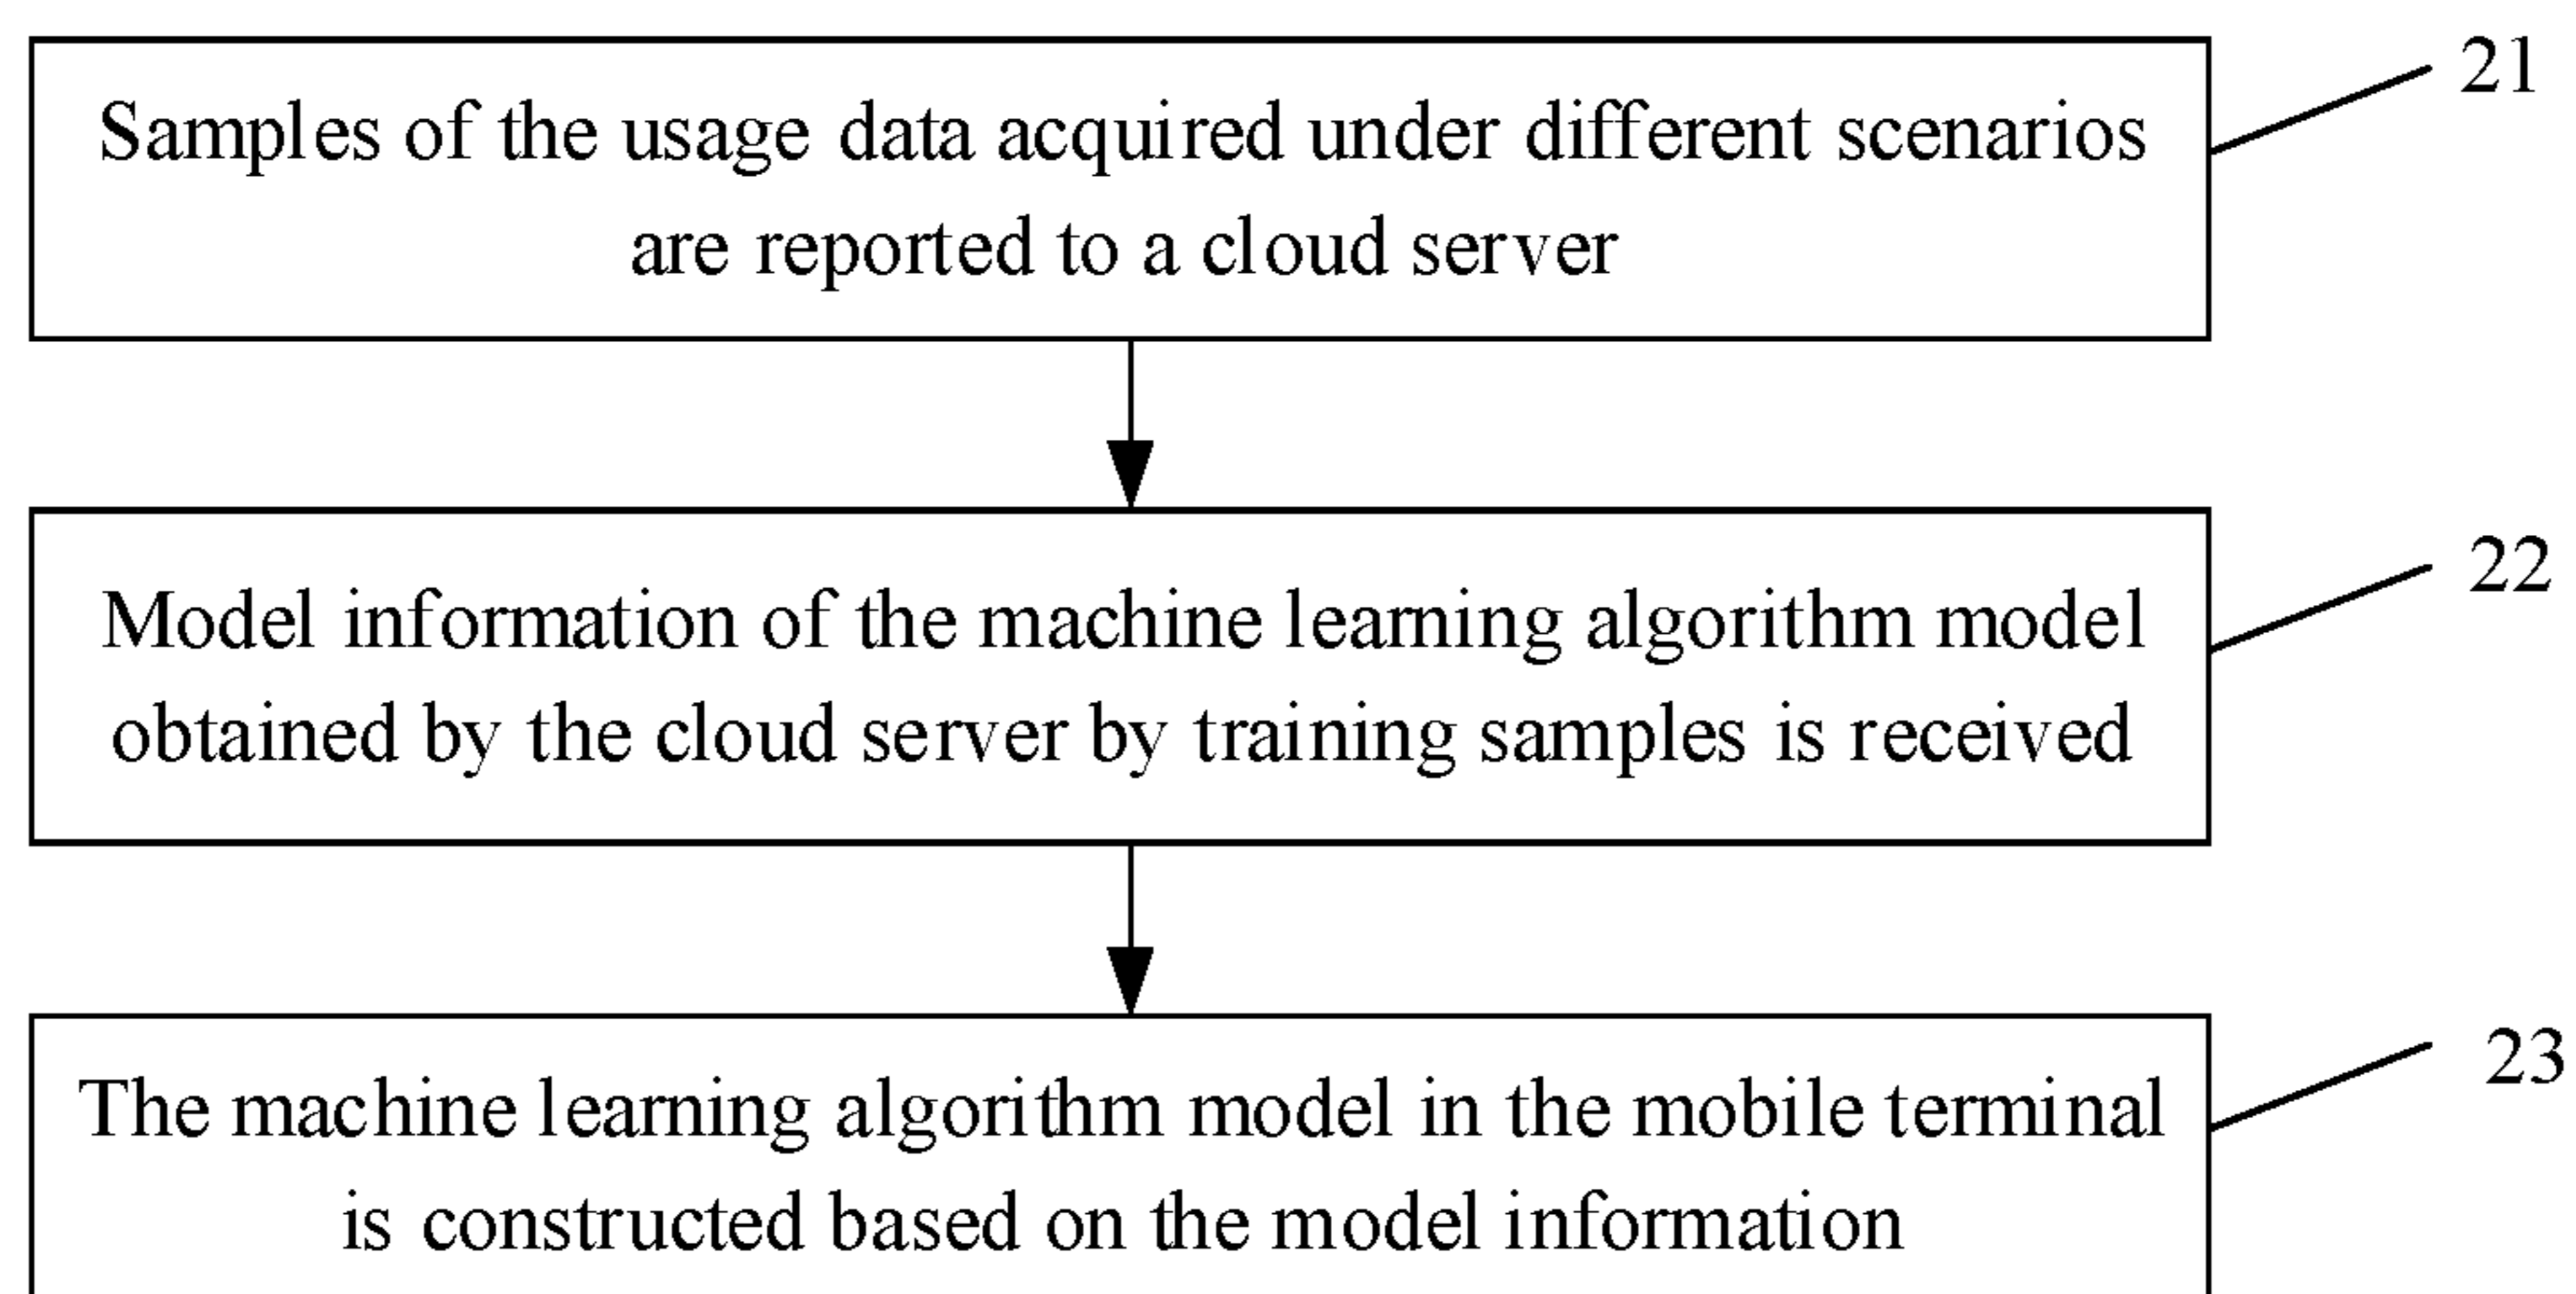 Samples of the usage data acquired under different scenarios
are reported to a cloud server
21
Model information of the machine learning algorithm model
obtained by the cloud server by training samples is received
22
The machine learning algorithm model in the mobile terminal
is constructed based on the model information
23